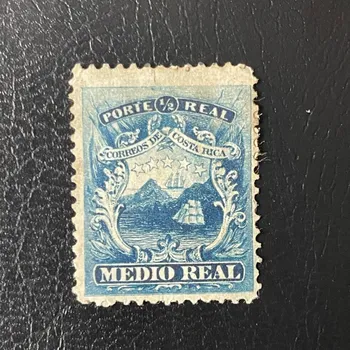 PORTE ½ REAL
CORREOS DE COSTA RICA
MEDIO REAL